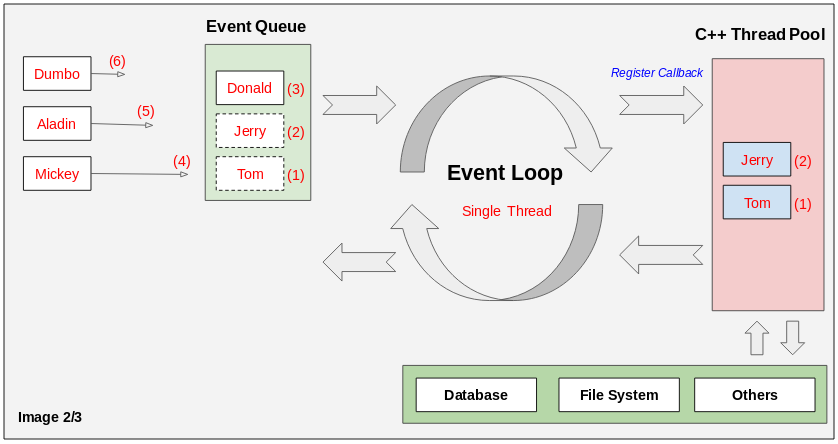 Event Queue
C++ Thread Pool
Dumbo
(6)
Aladin
(5)
Mickey
(4)
Donald
(3)
Jerry
(2)
Tom
(1)
Event Loop
Single Thread
Register Callback
Jerry
(2)
Tom
(1)
Database
File System
Others
Image 2/3